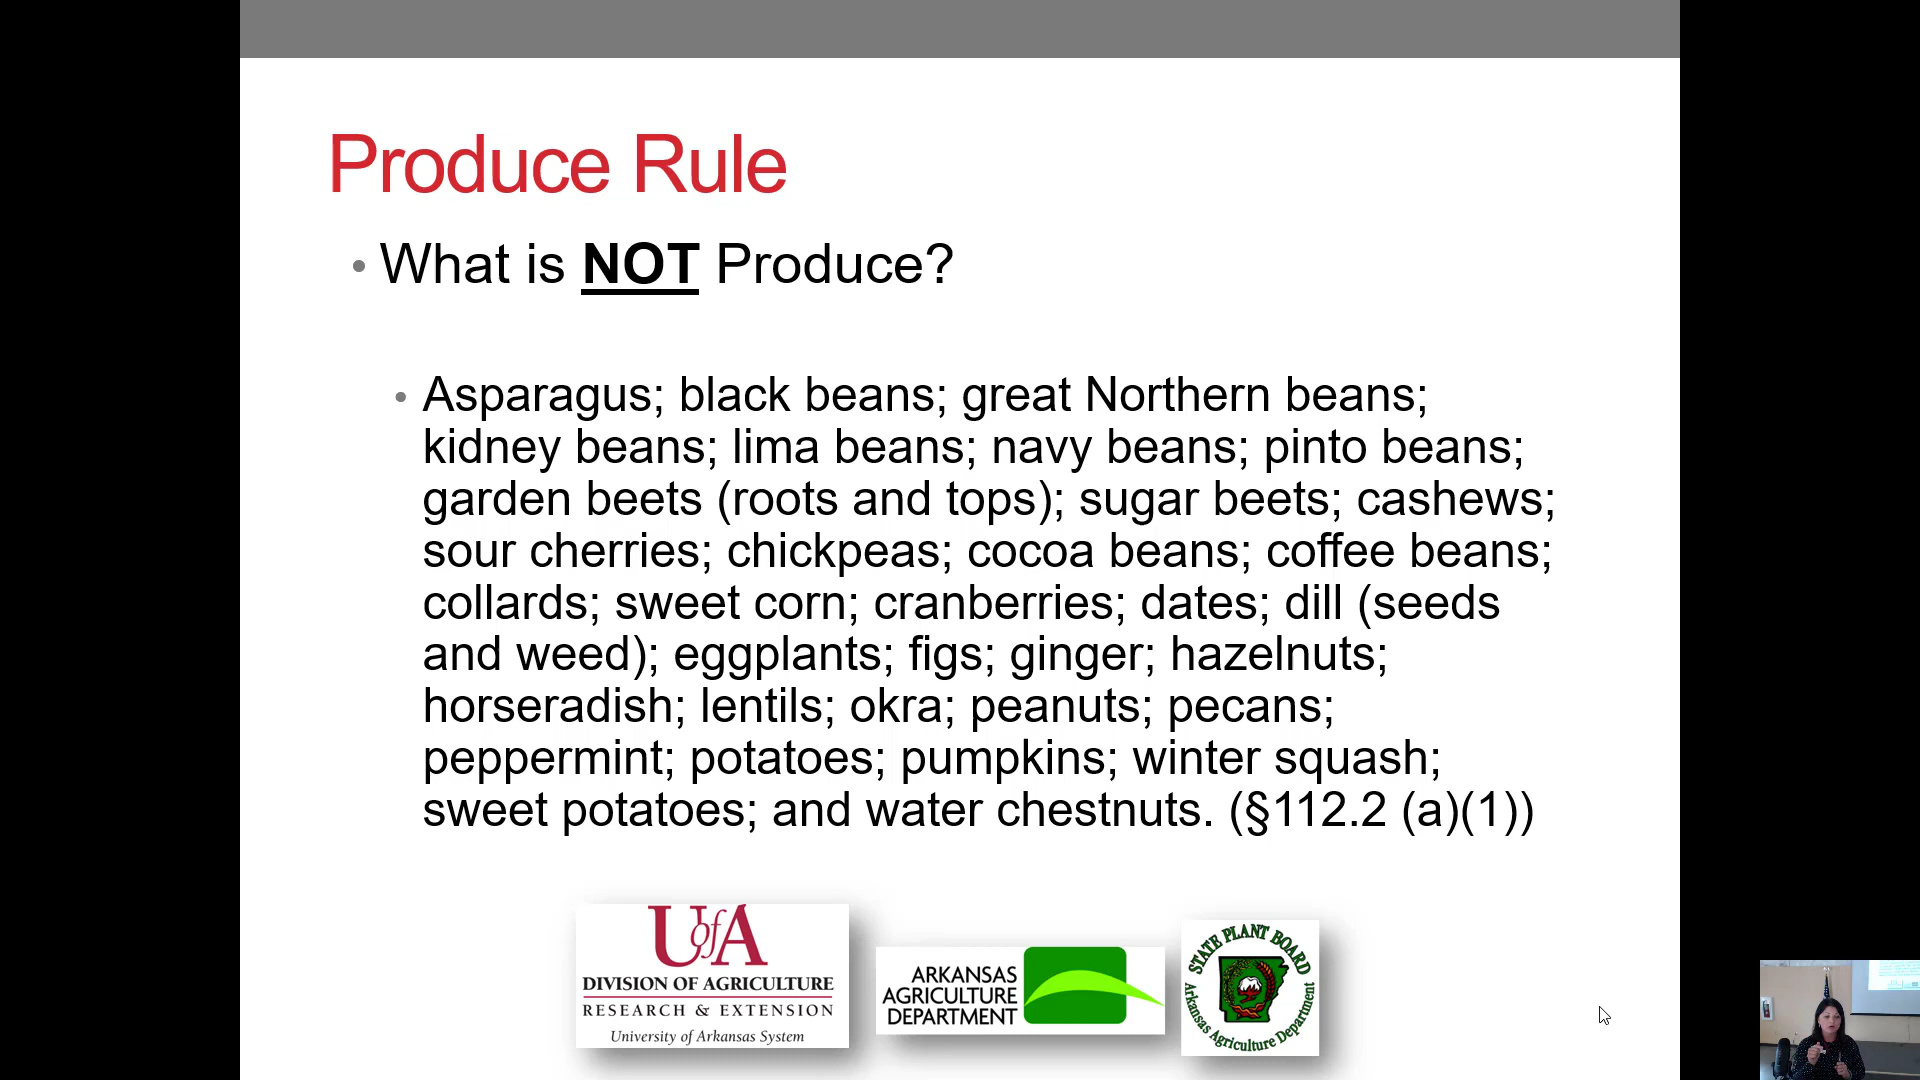 Produce Rule
• What is NOT Produce?
• Asparagus; black beans; great Northern beans;
kidney beans; lima beans; navy beans; pinto beans;
garden beets (roots and tops); sugar beets; cashews;
sour cherries; chickpeas; cocoa beans; coffee beans;
collards; sweet corn; cranberries; dates; dill (seeds
and weed); eggplants; figs; ginger; hazelnuts;
horseradish; lentils; okra; peanuts; pecans;
peppermint; potatoes; pumpkins; winter squash;
sweet potatoes; and water chestnuts. (§112.2 (a)(1))
UofA
DIVISION OF AGRICULTURE
RESEARCH & EXTENSION
University of Arkansas System
ARKANSAS
AGRICULTURE
DEPARTMENT
STATE PLANT BOARD
Arkansas Agriculture Department